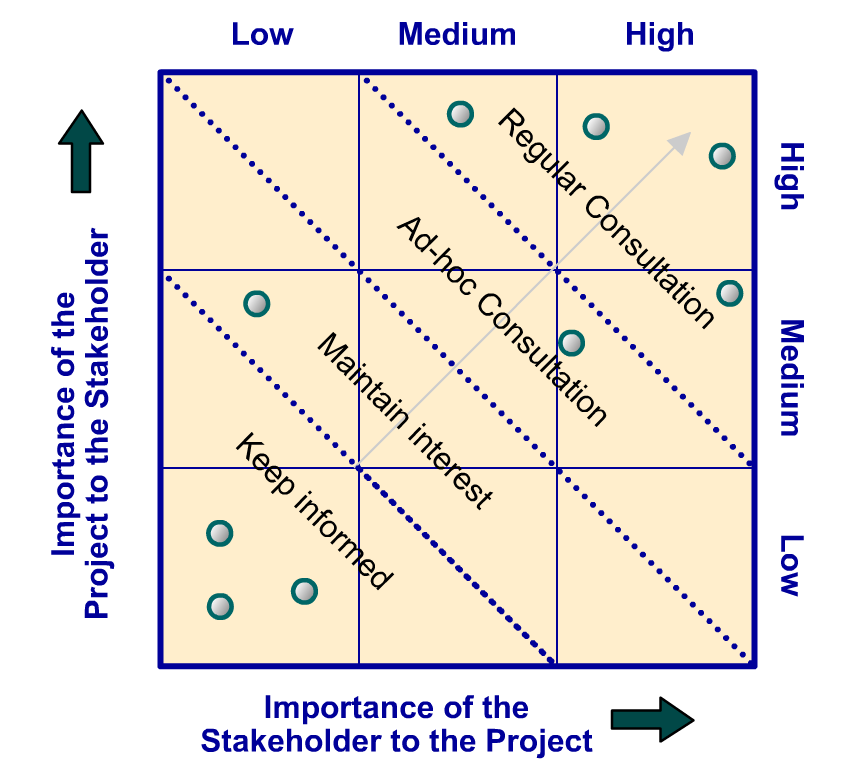 Low
Medium
High
High
Medium
Low
Importance of the
Project to the Stakeholder
Regular Consultation
Ad-hoc Consultation
Maintain interest
Keep informed
Importance of the
Stakeholder to the Project